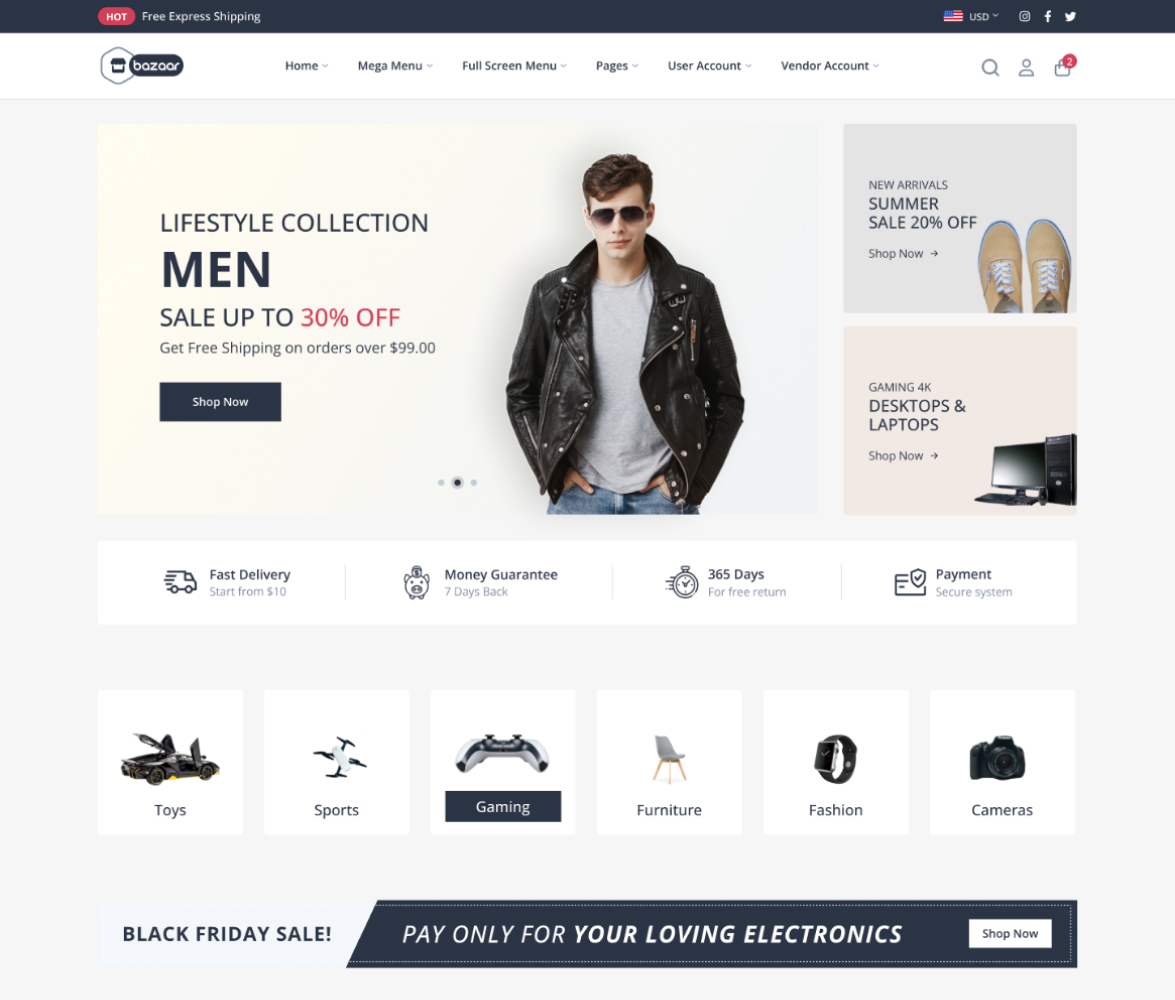 HOT Free Express Shipping USD
bazaar Home Mega Menu Full Screen Menu Pages User Account Vendor Account 2
LIFESTYLE COLLECTION
MEN
SALE UP TO 30% OFF
Get Free Shipping on orders over $99.00
Shop Now
NEW ARRIVALS
SUMMER
SALE 20% OFF
Shop Now →
GAMING 4K
DESKTOPS &
LAPTOPS
Shop Now →
Fast Delivery
Start from $10
Money Guarantee
7 Days Back
365 Days
For free return
Payment
Secure system
Toys
Sports
Gaming
Furniture
Fashion
Cameras
BLACK FRIDAY SALE! PAY ONLY FOR YOUR LOVING ELECTRONICS Shop Now